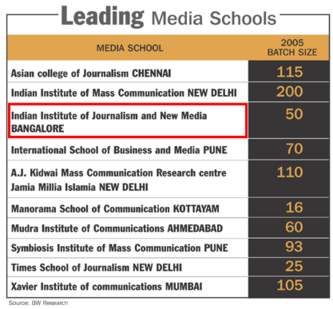 Leading Media Schools
MEDIA SCHOOL 2005
BATCH SIZE
Asian college of Journalism CHENNAI 115
Indian Institute of Mass Communication NEW DELHI 200
Indian Institute of Journalism and New Media
BANGALORE 50
International School of Business and Media PUNE 70
A.J. Kidwai Mass Communication Research centre
Jamia Millia Islamia NEW DELHI 110
Manorama School of Communication KOTTAYAM 16
Mudra Institute of Communications AHMEDABAD 60
Symbiosis Institute of Mass Communication PUNE 93
Times School of Journalism NEW DELHI 25
Xavier Institute of communications MUMBAI 105
Source: BW Research